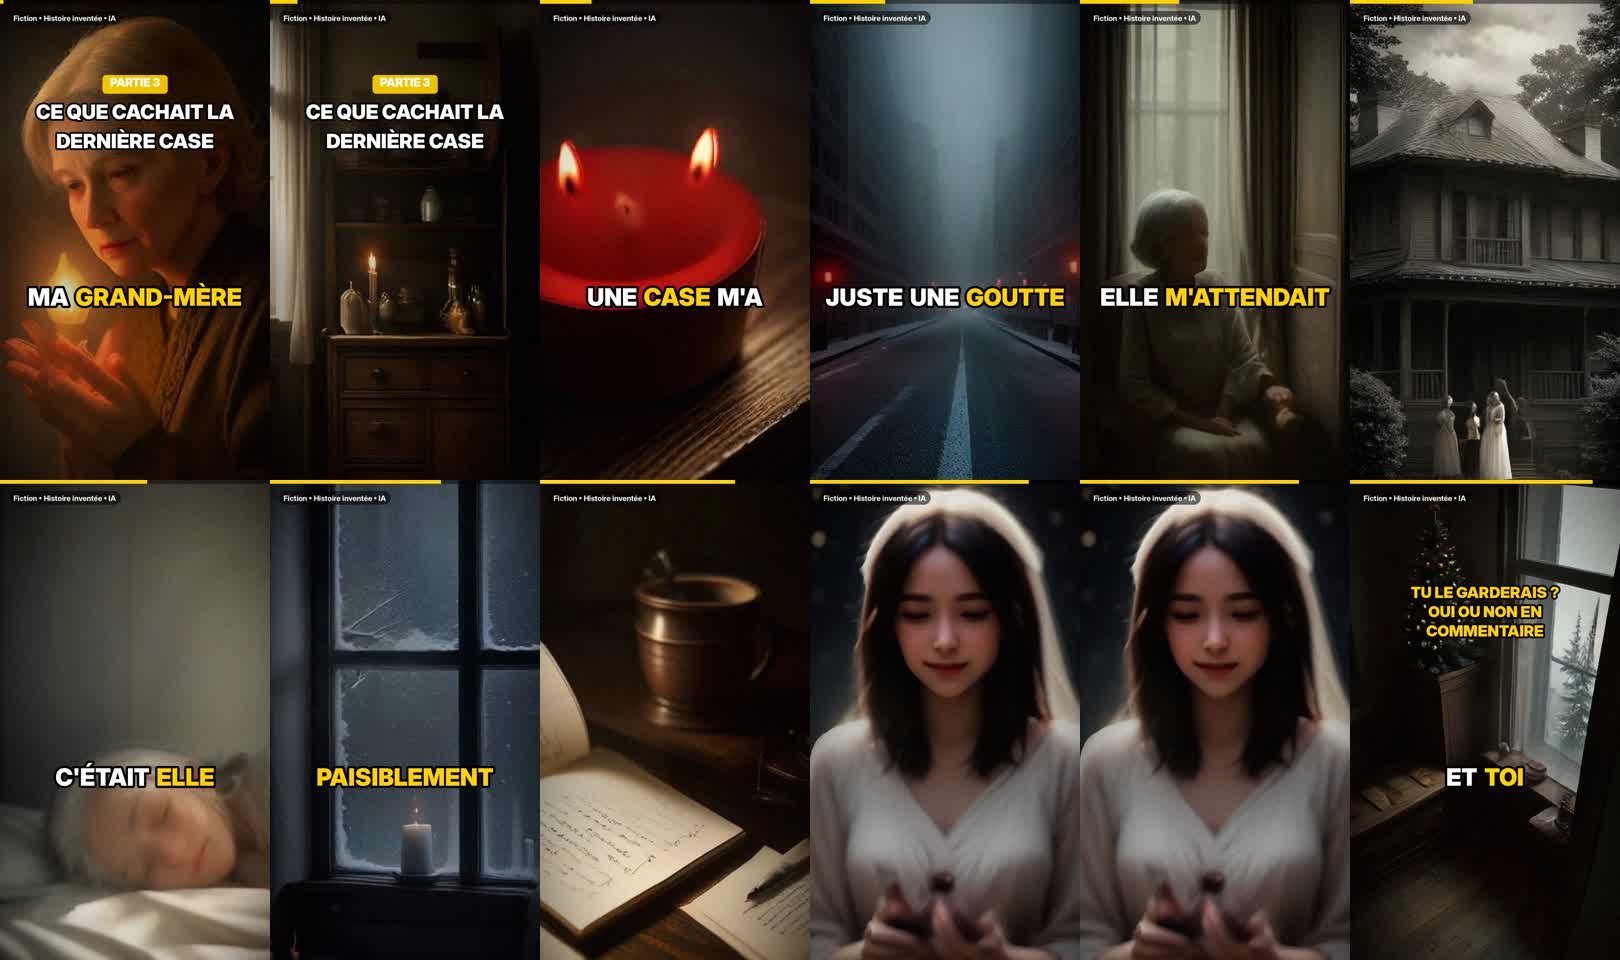 Fiction • Histoire inventée • IA
PARTIE 3
CE QUE CACHAIT LA
DERNIÈRE CASE
MA GRAND-MÈRE
Fiction • Histoire inventée • IA
PARTIE 3
CE QUE CACHAIT LA
DERNIÈRE CASE
Fiction • Histoire inventée • IA
UNE CASE M'A
Fiction • Histoire inventée • IA
JUSTE UNE GOUTTE
Fiction • Histoire inventée • IA
ELLE M'ATTENDAIT
Fiction • Histoire inventée • IA
Fiction • Histoire inventée • IA
C'ÉTAIT ELLE
Fiction • Histoire inventée • IA
PAISIBLEMENT
Fiction • Histoire inventée • IA
Fiction • Histoire inventée • IA
Fiction • Histoire inventée • IA
Fiction • Histoire inventée • IA
TU LE GARDERAIS ?
OUI OU NON EN
COMMENTAIRE
ET TOI